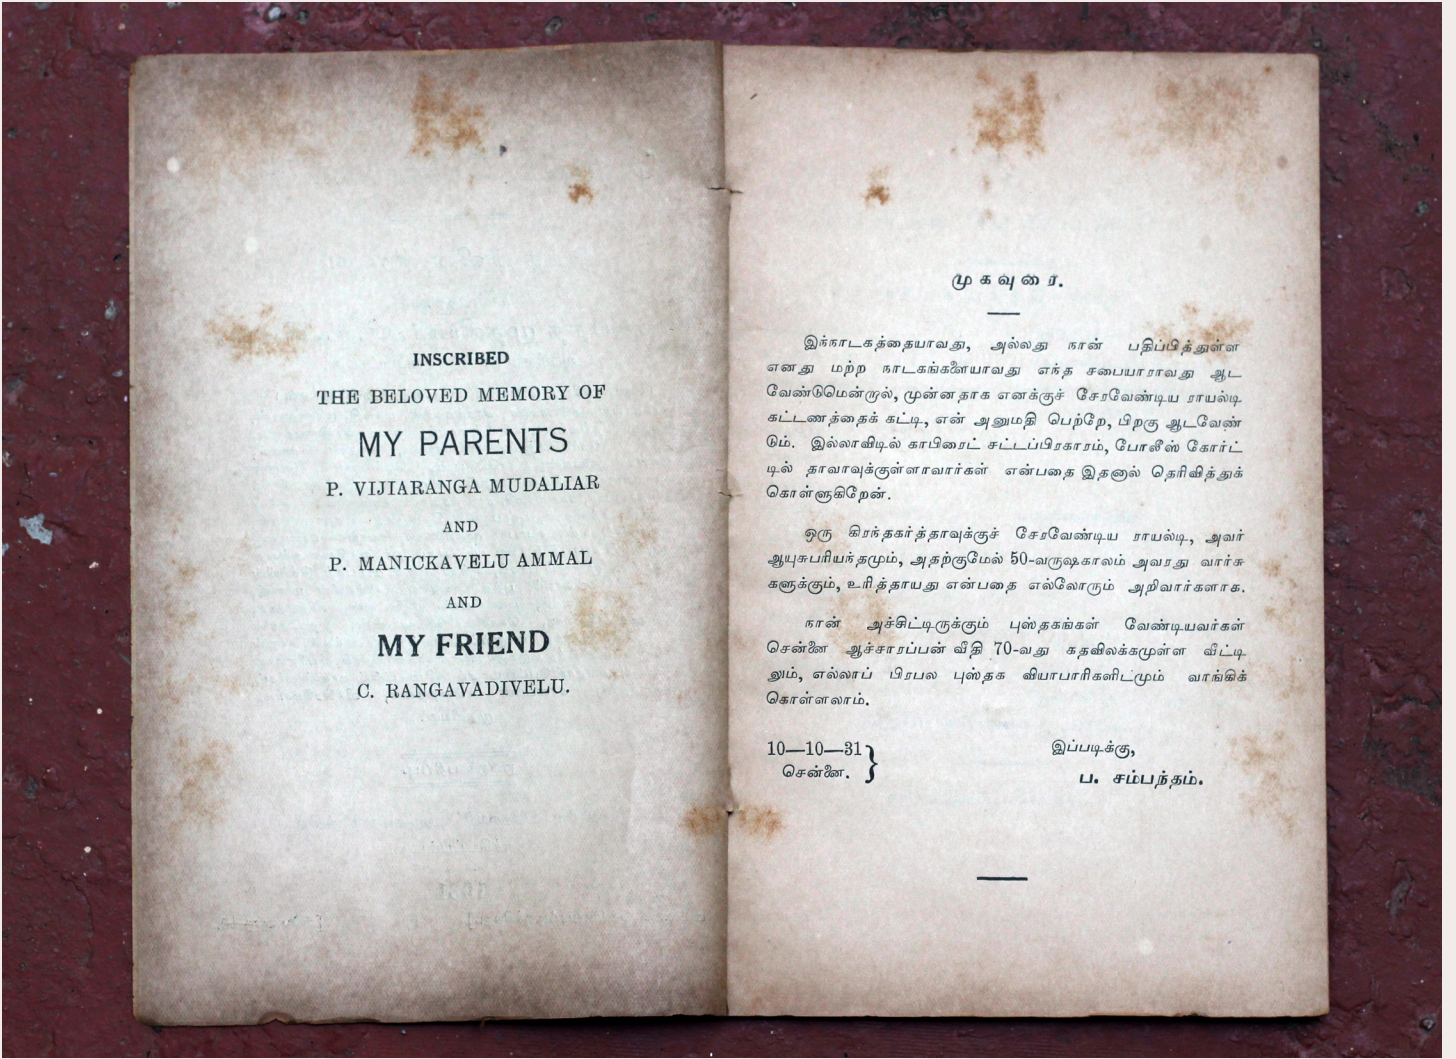 INSCRIBED
THE BELOVED MEMORY OF
MY PARENTS
P. VIJIARANGA MUDALIAR
AND
P. MANICKAVELU AMMAL
AND
MY FRIEND
C. RANGAVADIVELU.
முகவுரை.
இந்நாடகத்தையாவது, அல்லது நான் பதிப்பித்துள்ள
எனது மற்ற நாடகங்களையாவது எந்த சபையாராவது ஆட
வேண்டுமென்றால், முன்னதாக எனக்குச் சேரவேண்டிய ராயல்டி
கட்டணத்தைக் கட்டி, என் அனுமதி பெற்றே, பிறகு ஆடவேண்
டும். இல்லாவிடில் காபிரைட் சட்டப்பிரகாரம், போலீஸ் கோர்ட்
டில் தாவாவுக்குள்ளாவார்கள் என்பதை இதனால் தெரிவித்துக்
கொள்ளுகிறேன்.
ஒரு கிரந்தகர்த்தாவுக்குச் சேரவேண்டிய ராயல்டி, அவர்
ஆயுசுபரியந்தமும், அதற்குமேல் 50-வருஷகாலம் அவரது வார்சு
களுக்கும், உரித்தாயது என்பதை எல்லோரும் அறிவார்களாக.
நான் அச்சிட்டிருக்கும் புஸ்தகங்கள் வேண்டியவர்கள்
சென்னை ஆச்சாரப்பன் வீதி 70-வது கதவிலக்கமுள்ள வீட்டி
லும், எல்லாப் பிரபல புஸ்தக வியாபாரிகளிடமும் வாங்கிக்
கொள்ளலாம்.
10—10—31
சென்னை.
இப்படிக்கு,
ப. சம்பந்தம்.